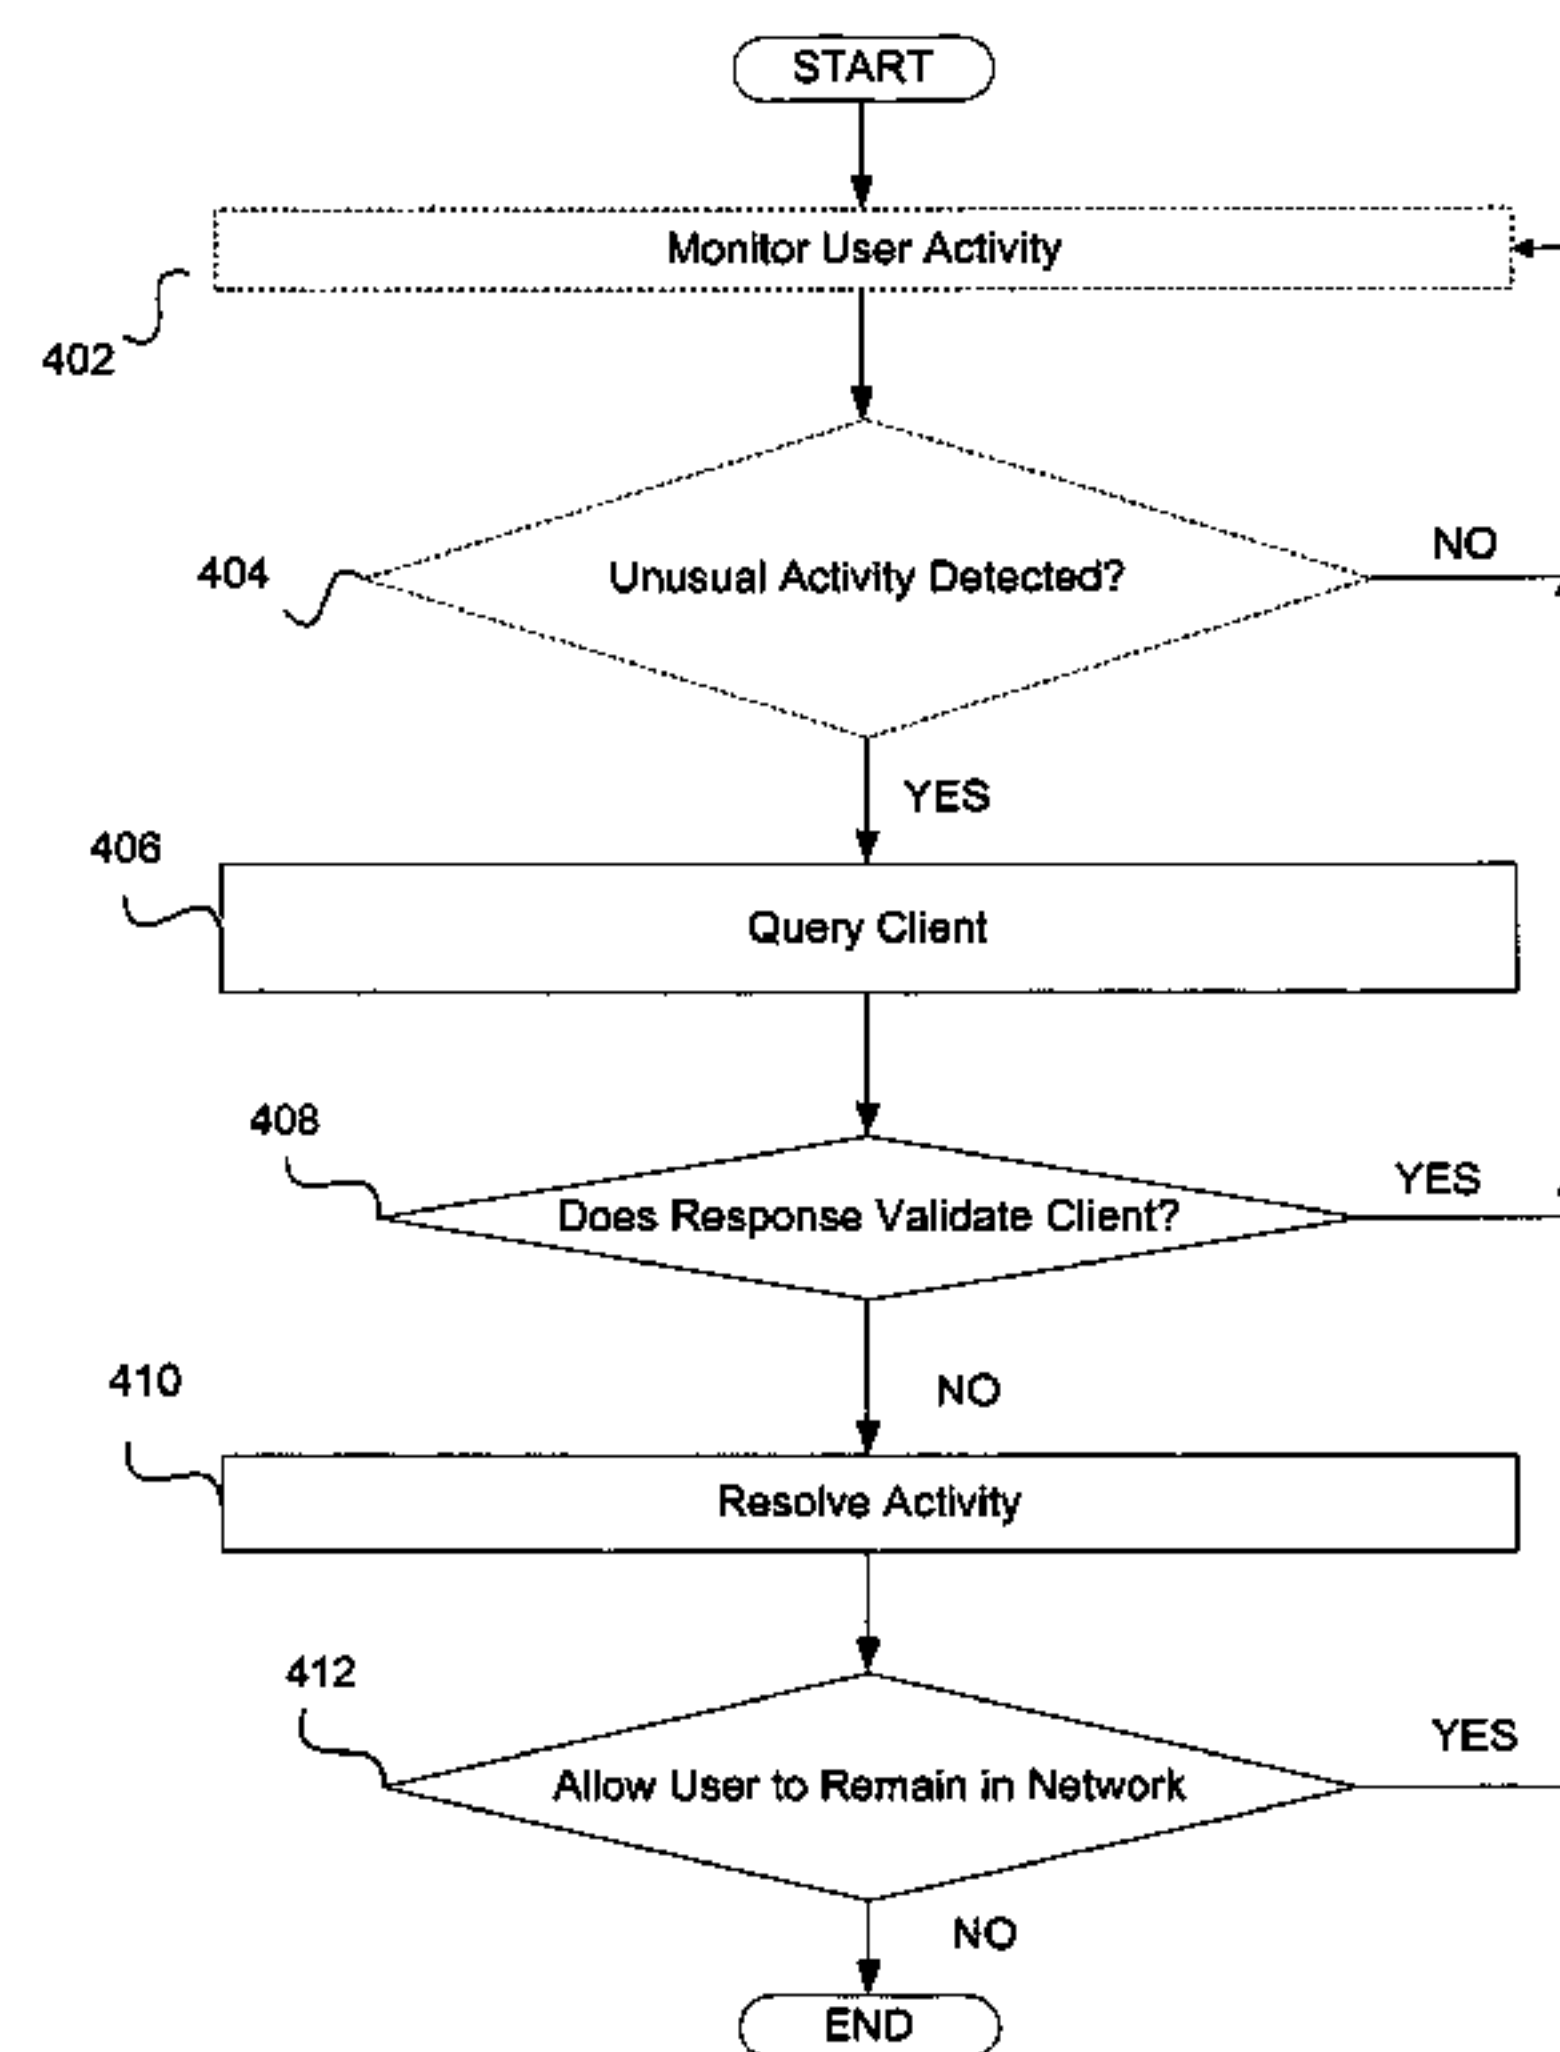 START
Monitor User Activity
402
NO
404
Unusual Activity Detected?
YES
406
Query Client
408
YES
Does Response Validate Client?
410
NO
Resolve Activity
412
YES
Allow User to Remain in Network
NO
END